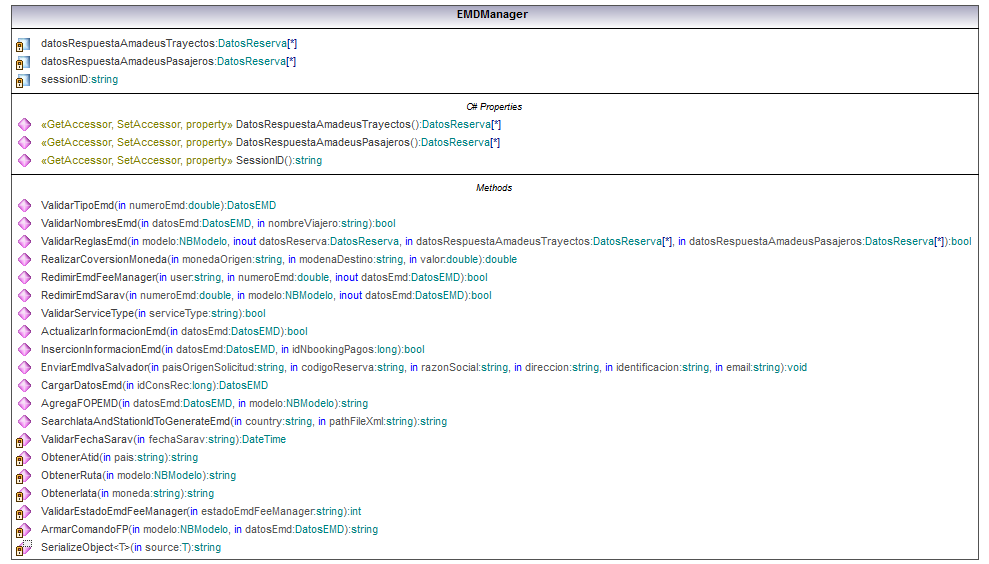 EMDManager
datosRespuestaAmadeusTrayectos:DatosReserva[*]
datosRespuestaAmadeusPasajeros:DatosReserva[*]
sessionID:string
C# Properties
«GetAccessor, SetAccessor, property» DatosRespuestaAmadeusTrayectos():DatosReserva[*]
«GetAccessor, SetAccessor, property» DatosRespuestaAmadeusPasajeros():DatosReserva[*]
«GetAccessor, SetAccessor, property» SessionID():string
Methods
ValidarTipoEmd(in numeroEmd:double):DatosEMD
ValidarNombresEmd(in datosEmd:DatosEMD, in nombreViajero:string):bool
ValidarReglasEmd(in modelo:NBModelo, inout datosReserva:DatosReserva, in datosRespuestaAmadeusTrayectos:DatosReserva[*], in datosRespuestaAmadeusPasajeros:DatosReserva[*]):bool
RealizarCoversionMoneda(in monedaOrigen:string, in modenaDestino:string, in valor:double):double
RedimirEmdFeeManager(in user:string, in numeroEmd:double, inout datosEmd:DatosEMD):bool
RedimirEmdSarav(in numeroEmd:double, in modelo:NBModelo, inout datosEmd:DatosEMD):bool
ValidarServiceType(in serviceType:string):bool
ActualizarInformacionEmd(in datosEmd:DatosEMD):bool
InsercionInformacionEmd(in datosEmd:DatosEMD, in idNbookingPagos:long):bool
EnviarEmdIvaSalvador(in paisOrigenSolicitud:string, in codigoReserva:string, in razonSocial:string, in direccion:string, in identificacion:string, in email:string):void
CargarDatosEmd(in idConsRec:long):DatosEMD
AgregaFOPEMD(in datosEmd:DatosEMD, in modelo:NBModelo):string
SearchIataAndStationIdToGenerateEmd(in country:string, in pathFileXml:string):string
ValidarFechaSarav(in fechaSarav:string):DateTime
ObtenerAtid(in pais:string):string
ObtenerRuta(in modelo:NBModelo):string
ObtenerIata(in moneda:string):string
ValidarEstadoEmdFeeManager(in estadoEmdFeeManager:string):int
ArmarComandoFP(in modelo:NBModelo, in datosEmd:DatosEMD):string
SerializeObject<T>(in source:T):string